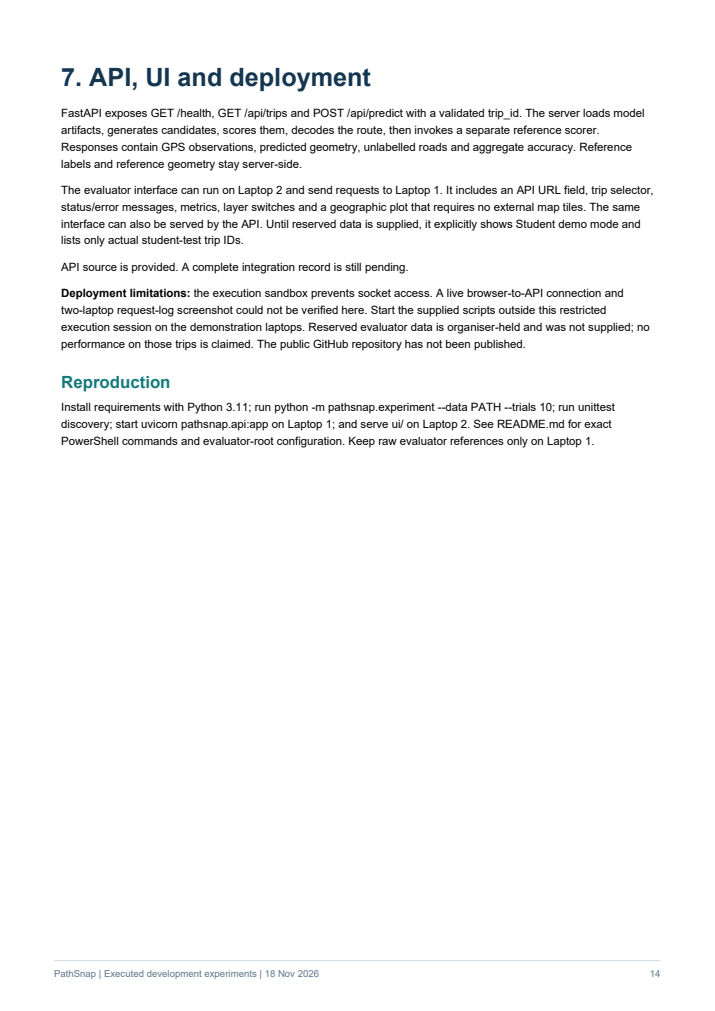 7. API, UI and deployment
FastAPI exposes GET /health, GET /api/trips and POST /api/predict with a validated trip_id. The server loads model
artifacts, generates candidates, scores them, decodes the route, then invokes a separate reference scorer.
Responses contain GPS observations, predicted geometry, unlabelled roads and aggregate accuracy. Reference
labels and reference geometry stay server-side.
The evaluator interface can run on Laptop 2 and send requests to Laptop 1. It includes an API URL field, trip selector,
status/error messages, metrics, layer switches and a geographic plot that requires no external map tiles. The same
interface can also be served by the API. Until reserved data is supplied, it explicitly shows Student demo mode and
lists only actual student-test trip IDs.
API source is provided. A complete integration record is still pending.
Deployment limitations: the execution sandbox prevents socket access. A live browser-to-API connection and
two-laptop request-log screenshot could not be verified here. Start the supplied scripts outside this restricted
execution session on the demonstration laptops. Reserved evaluator data is organiser-held and was not supplied; no
performance on those trips is claimed. The public GitHub repository has not been published.
Reproduction
Install requirements with Python 3.11; run python -m pathsnap.experiment --data PATH --trials 10; run unittest
discovery; start uvicorn pathsnap.api:app on Laptop 1; and serve ui/ on Laptop 2. See README.md for exact
PowerShell commands and evaluator-root configuration. Keep raw evaluator references only on Laptop 1.
PathSnap | Executed development experiments | 18 Nov 2026
14